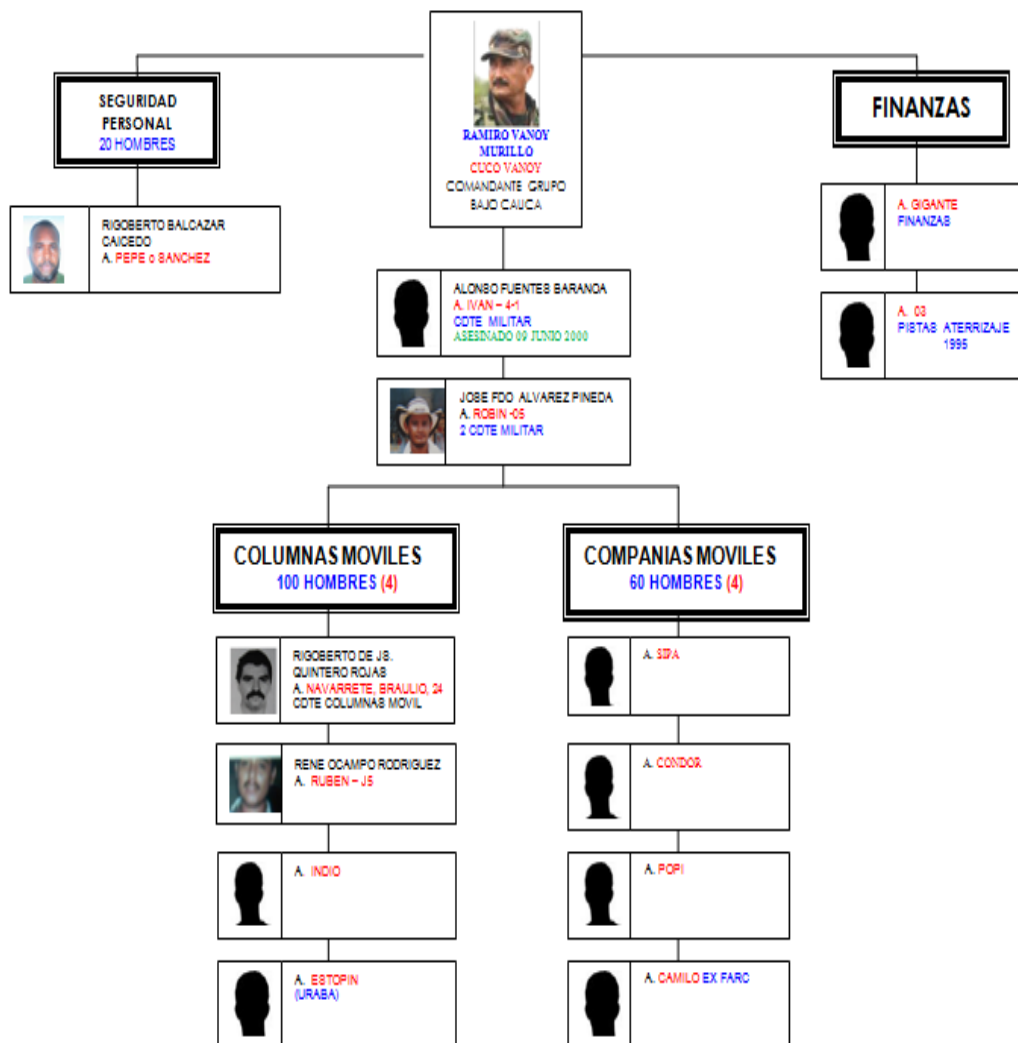 RAMIRO VANOY
MURILLO
CUCO VANOY
COMANDANTE GRUPO
BAJO CAUCA
SEGURIDAD
PERSONAL
20 HOMBRES
RIGOBERTO BALCAZAR
CAICEDO
A. PEPE o SANCHEZ
FINANZAS
A. GIGANTE
FINANZAS
A. 03
PISTAS ATERRIZAJE
1995
ALONSO FUENTES BARANOA
A. IVAN – 4-1
CDTE MILITAR
ASESINADO 09 JUNIO 2000
JOSE FDO ALVAREZ PINEDA
A. ROBIN -05
2 CDTE MILITAR
COLUMNAS MOVILES
100 HOMBRES (4)
RIGOBERTO DE JS.
QUINTERO ROJAS
A. NAVARRETE, BRAULIO, 24
CDTE COLUMNAS MOVIL
RENE OCAMPO RODRIGUEZ
A. RUBEN – J5
A. INDIO
A. ESTOPIN
(URABA)
COMPANIAS MOVILES
60 HOMBRES (4)
A. SIPA
A. CONDOR
A. POPI
A. CAMILO EX FARC